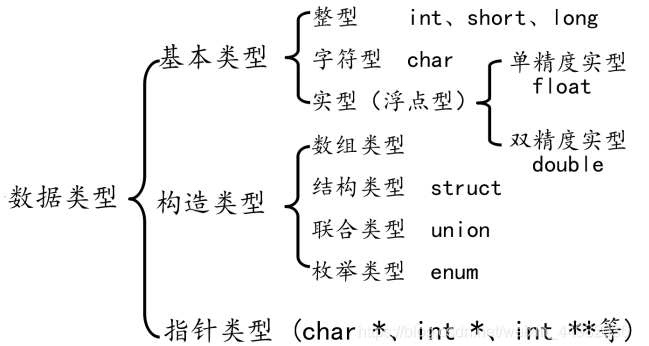 数据类型
基本类型
整型 int、short、long
字符型 char
实型（浮点型）
单精度实型
float
双精度实型
double
构造类型
数组类型
结构类型 struct
联合类型 union
枚举类型 enum
指针类型（char *、int *、int **等）